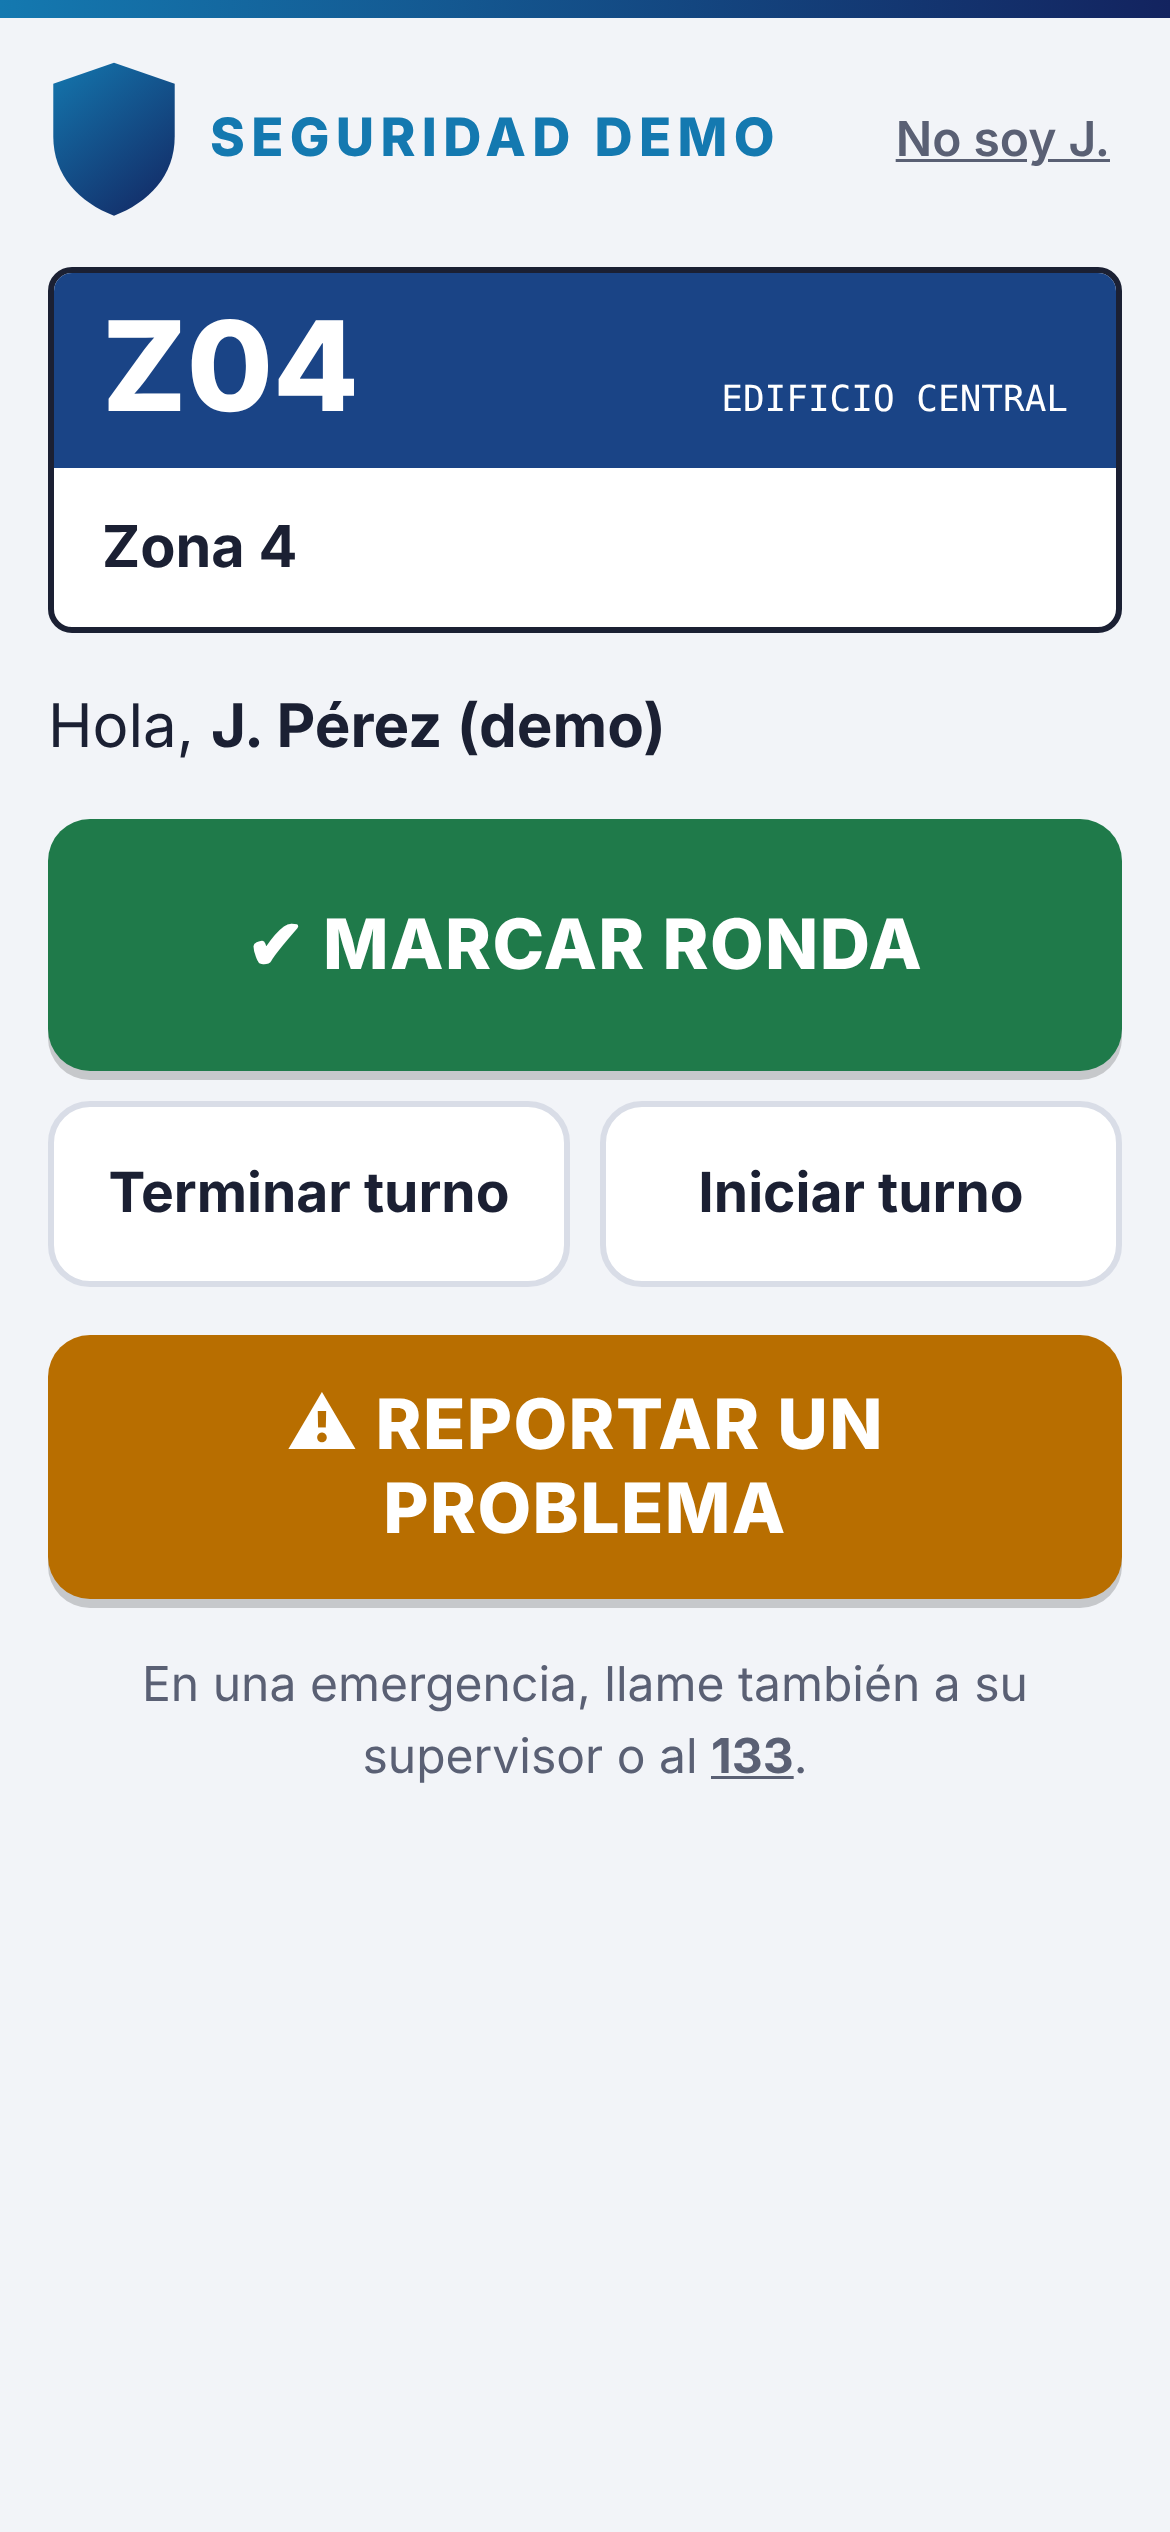 SEGURIDAD DEMO
No soy J.
Z04
EDIFICIO CENTRAL
Zona 4
Hola, J. Pérez (demo)
✔ MARCAR RONDA
Terminar turno
Iniciar turno
⚠ REPORTAR UN
PROBLEMA
En una emergencia, llame también a su
supervisor o al 133.